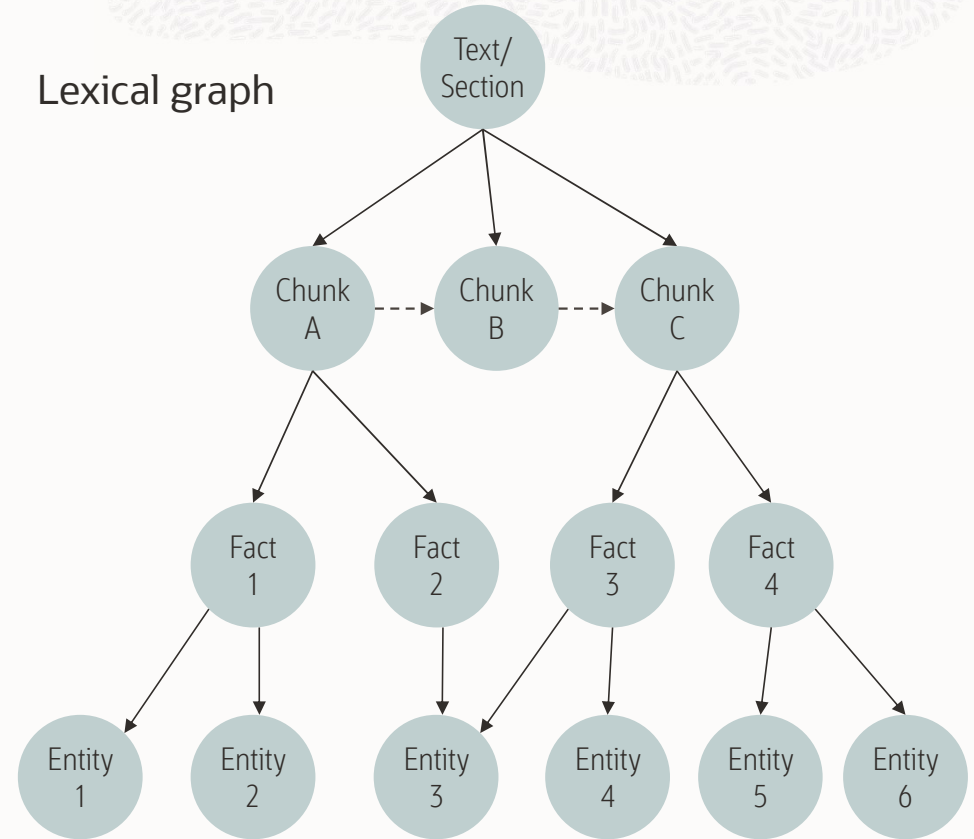 Lexical graph
Text/
Section
Chunk
A
Chunk
B
Chunk
C
Fact
1
Fact
2
Fact
3
Fact
4
Entity
1
Entity
2
Entity
3
Entity
4
Entity
5
Entity
6